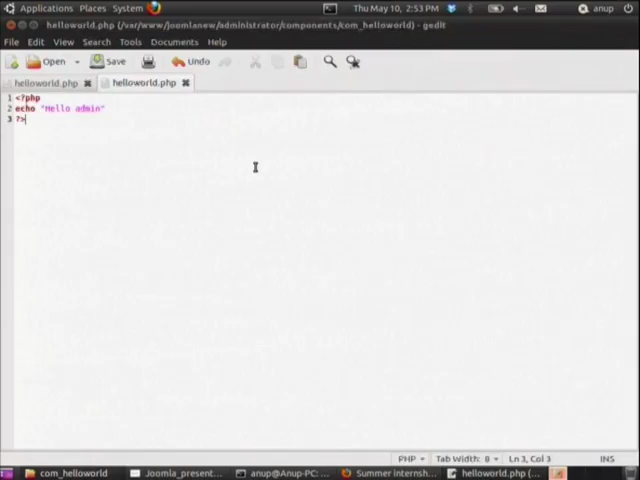 Applications Places System Thu May 10, 2:53 PM anup
helloworld.php (/var/www/joomlanew/administrator/components/com_helloworld) - gedit
File Edit View Search Tools Documents Help
Open Save Undo
helloworld.php helloworld.php
1 <?php
2 echo "Hello admin"
3 ?>
PHP Tab Width: 8 Ln 3, Col 3 INS
com_helloworld Joomla_present... anup@Anup-PC: ... Summer internsh... helloworld.php (...